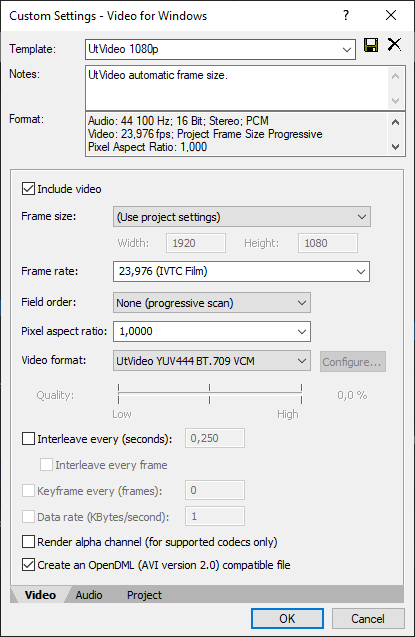 Custom Settings - Video for Windows
Template: UtVideo 1080p
Notes: UtVideo automatic frame size.
Format: Audio: 44 100 Hz; 16 Bit; Stereo; PCM
Video: 23,976 fps; Project Frame Size Progressive
Pixel Aspect Ratio: 1,000
Include video
Frame size: (Use project settings)
Width: 1920 Height: 1080
Frame rate: 23,976 (IVTC Film)
Field order: None (progressive scan)
Pixel aspect ratio: 1,0000
Video format: UtVideo YUV444 BT.709 VCM Configure...
Quality: 0,0 %
Low High
Interleave every (seconds): 0,250
Interleave every frame
Keyframe every (frames): 0
Data rate (KBytes/second): 1
Render alpha channel (for supported codecs only)
Create an OpenDML (AVI version 2.0) compatible file
Video Audio Project
OK Cancel